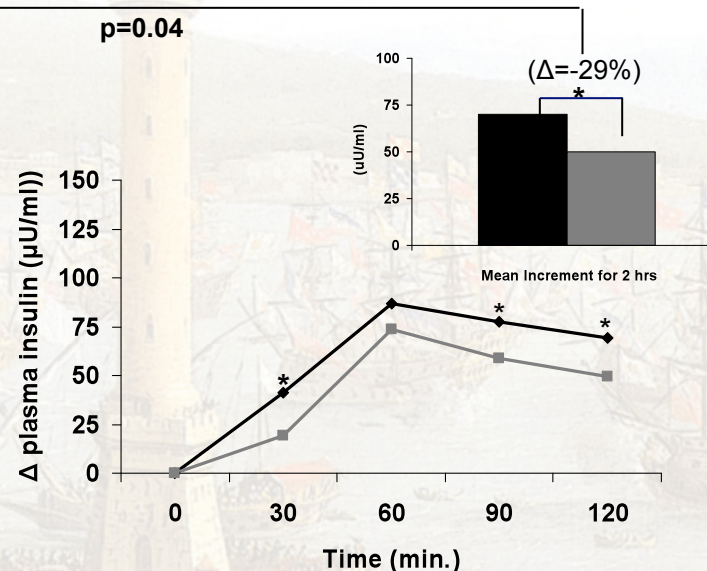 p=0.04
(Δ=-29%)
*
100
75
50
25
0
(uU/ml)
Mean Increment for 2 hrs
Δ plasma insulin (µU/ml))
150
125
100
75
50
25
0
*
*
*
0 30 60 90 120
Time (min.)